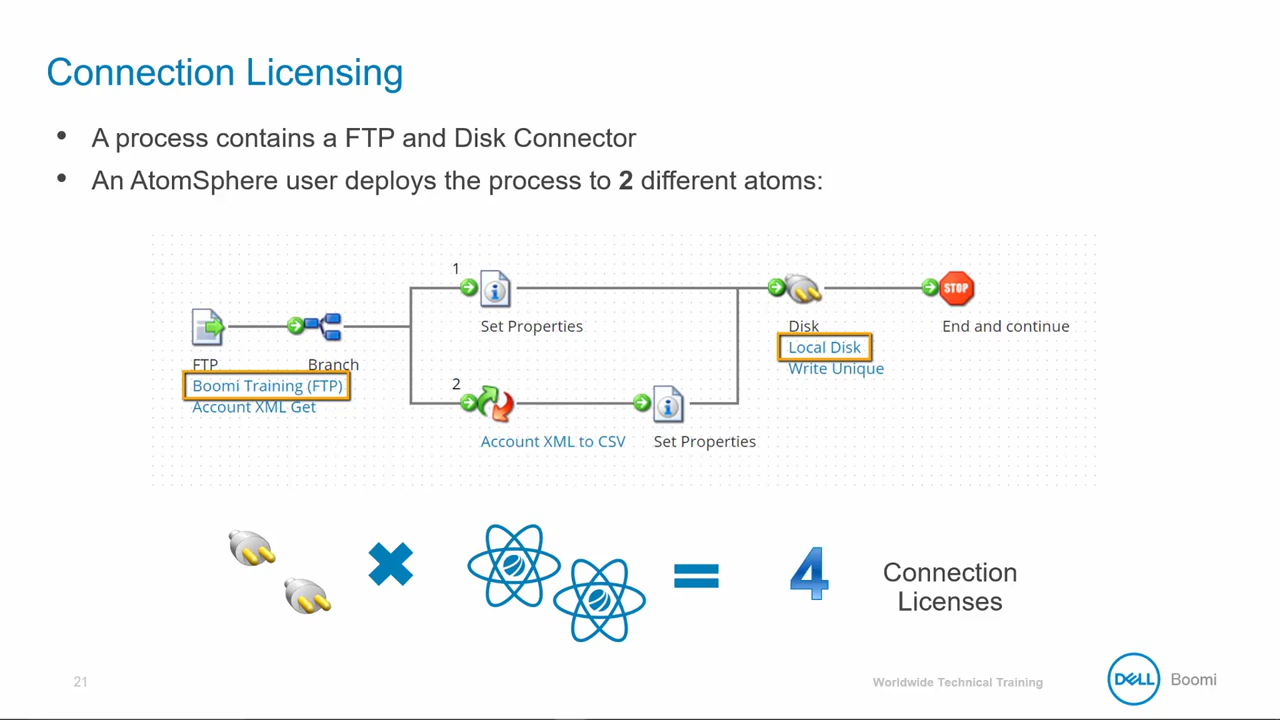 Connection Licensing
• A process contains a FTP and Disk Connector
• An AtomSphere user deploys the process to 2 different atoms:
1
Set Properties
FTP
Boomi Training (FTP)
Account XML Get
Branch
2
Account XML to CSV
Set Properties
Disk
Local Disk
Write Unique
STOP
End and continue
= 4
Connection
Licenses
21
Worldwide Technical Training
DELL
Boomi